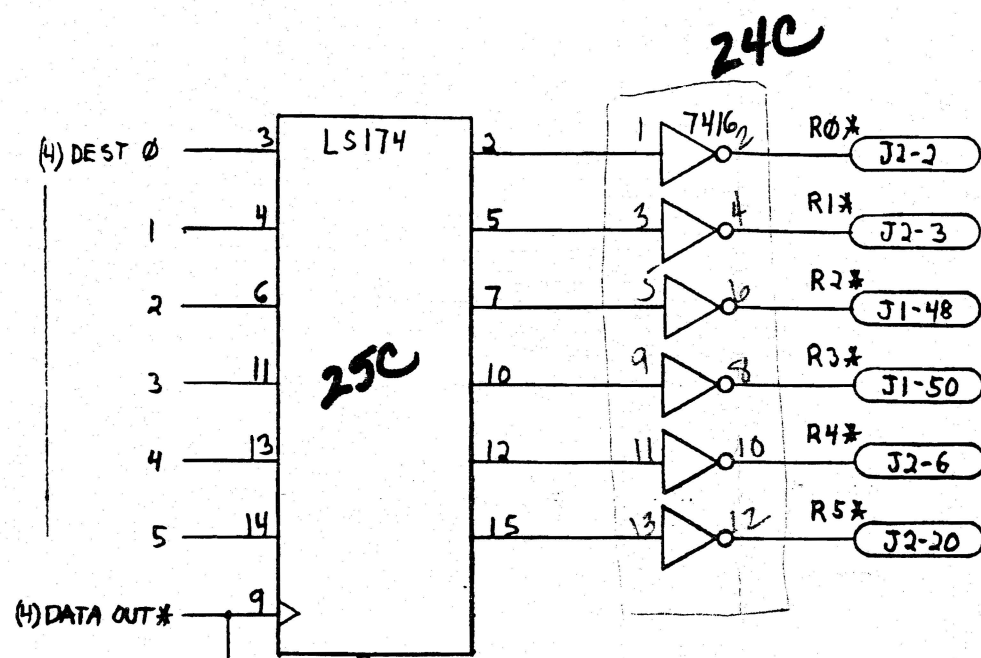 24C
LS174 7416
(4) DEST Ø 3 2 1 2 RØ* J2-2
1 4 5 3 4 R1* J2-3
2 6 7 5 6 R2* J1-48
25C
3 11 10 9 8 R3* J1-50
4 13 12 11 10 R4* J2-6
5 14 15 13 12 R5* J2-20
(4) DATA OUT* 9